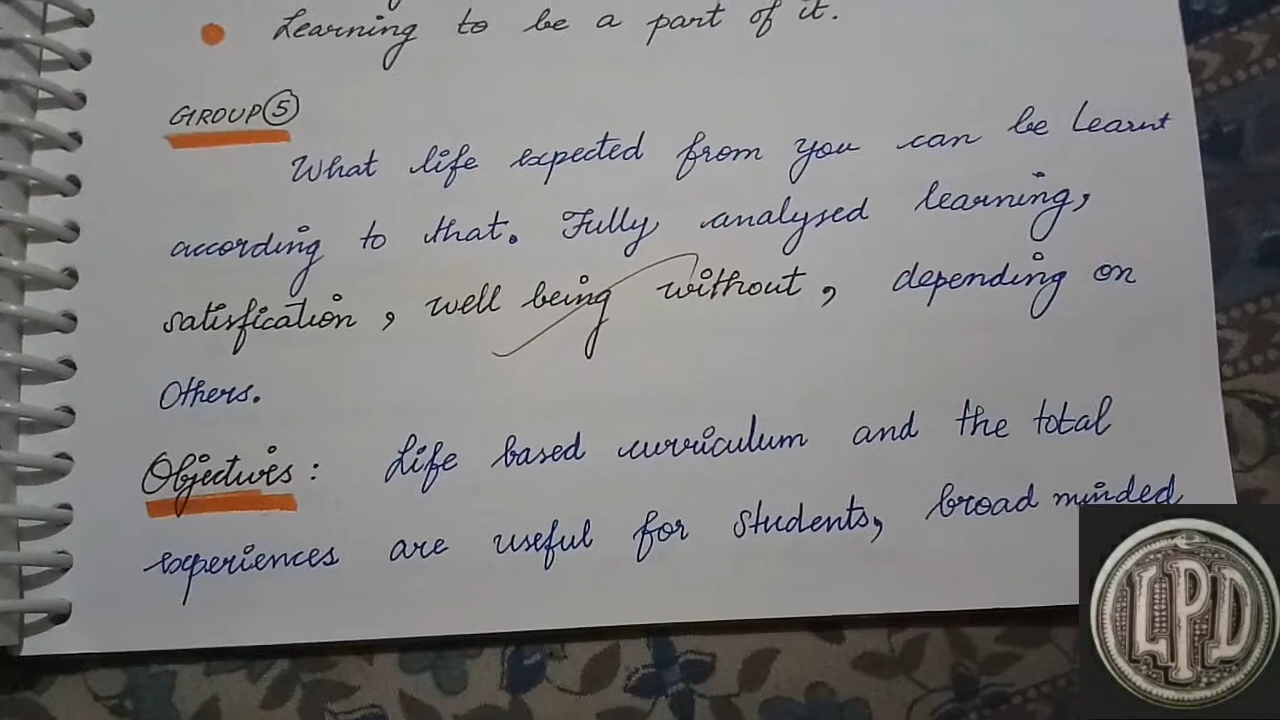 Learning to be a part of it.
GROUP ⑤
What life expected from you can be Learnt
according to that. Fully analysed learning,
satisfication, well being without, depending on
Others.
Objectives: Life based curriculum and the total
experiences are useful for students, broad minded
LPD